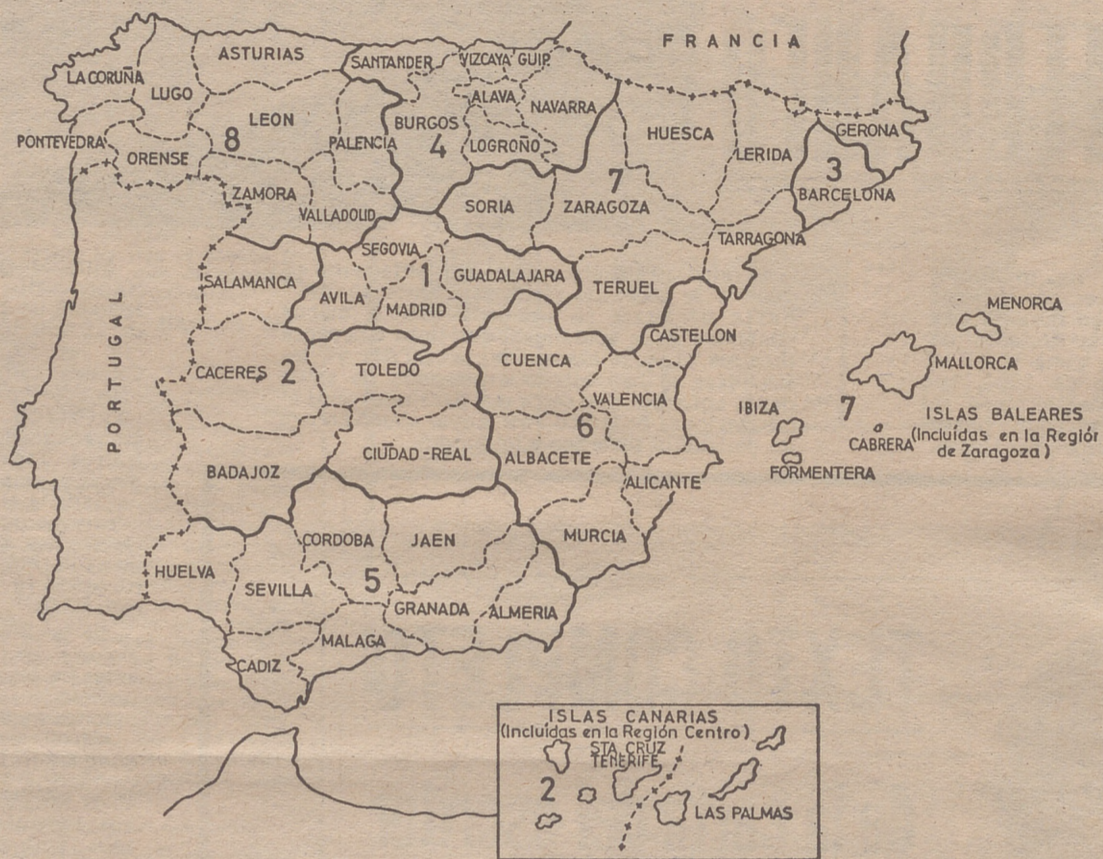 FRANCIA
ASTURIAS
SANTANDER
VIZCAYA
GUIP.
LA CORUÑA
LUGO
LEON
ALAVA
NAVARRA
BURGOS
HUESCA
GERONA
PONTEVEDRA
ORENSE
8
PALENCIA
4
LOGROÑO
LERIDA
3
BARCELONA
ZAMORA
VALLADOLID
SORIA
7
ZARAGOZA
TARRAGONA
SEGOVIA
SALAMANCA
AVILA
1
MADRID
GUADALAJARA
TERUEL
MENORCA
PORTUGAL
CASTELLON
CACERES
2
TOLEDO
CUENCA
MALLORCA
VALENCIA
IBIZA
7
ISLAS BALEARES
(Incluídas en la Región
de Zaragoza)
CABRERA
FORMENTERA
BADAJOZ
CIUDAD-REAL
6
ALBACETE
ALICANTE
CORDOBA
JAEN
MURCIA
HUELVA
SEVILLA
5
GRANADA
ALMERIA
CADIZ
MALAGA
ISLAS CANARIAS
(Incluídas en la Región Centro)
STA. CRUZ
TENERIFE
2
LAS PALMAS